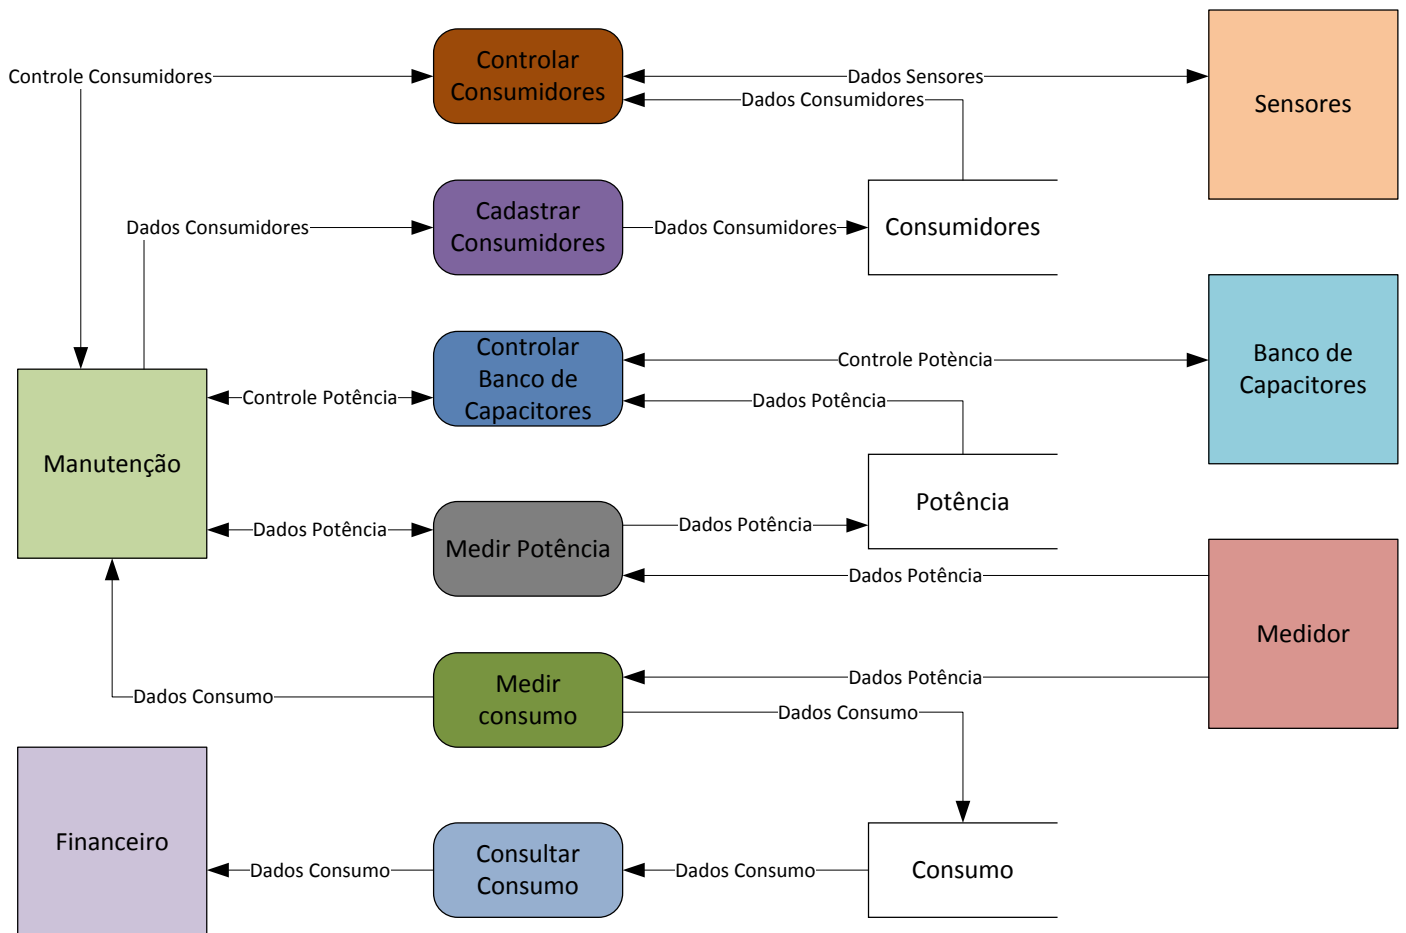 Controle Consumidores
Controlar
Consumidores
Dados Sensores
Dados Consumidores
Sensores
Dados Consumidores
Cadastrar
Consumidores
Dados Consumidores
Consumidores
Controlar
Banco de
Capacitores
Controle Potència
Banco de
Capacitores
Controle Potência
Dados Potência
Manutenção
Potência
Dados Potência
Medir Potência
Dados Potência
Dados Potência
Medidor
Medir
consumo
Dados Potência
Dados Consumo
Dados Consumo
Financeiro
Dados Consumo
Consultar
Consumo
Dados Consumo
Consumo